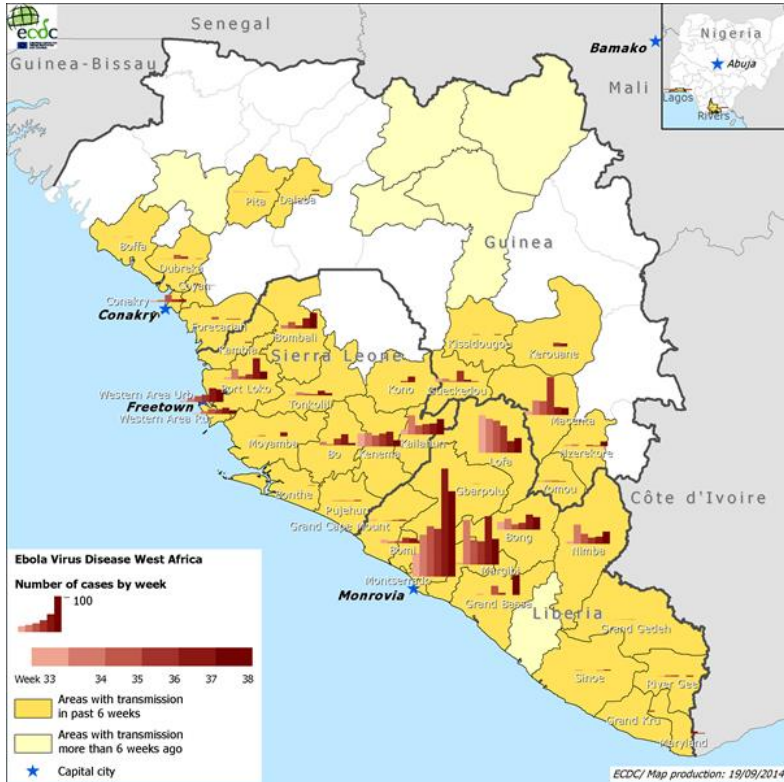 ecdc
Senegal
Guinea-Bissau
Bamako
Mali
Nigeria
Abuja
Lagos
Rivers
Pita
Dalaba
Boffa
Dubreka
Coyah
Guinea
Conakry
Conakry
Forecariah
Kambia
Bombali
Kissidougou
Kerouane
Sierra Leone
Port Loko
Kono
Gueckedou
Western Area Urb
Freetown
Western Area Rur
Tonkolili
Macenta
Moyamba
Bo
Kenema
Kailahun
Lofa
Nzerekore
Bonthe
Pujehun
Gbarpolu
Yomou
Côte d'Ivoire
Grand Cape Mount
Bomi
Bong
Nimba
Margibi
Montserrado
Monrovia
Grand Bassa
Liberia
Grand Gedeh
Sinoe
River Gee
Grand Kru
Maryland
Ebola Virus Disease West Africa
Number of cases by week
100
Week 33 34 35 36 37 38
Areas with transmission
in past 6 weeks
Areas with transmission
more than 6 weeks ago
Capital city
ECDC/ Map production: 19/09/2014